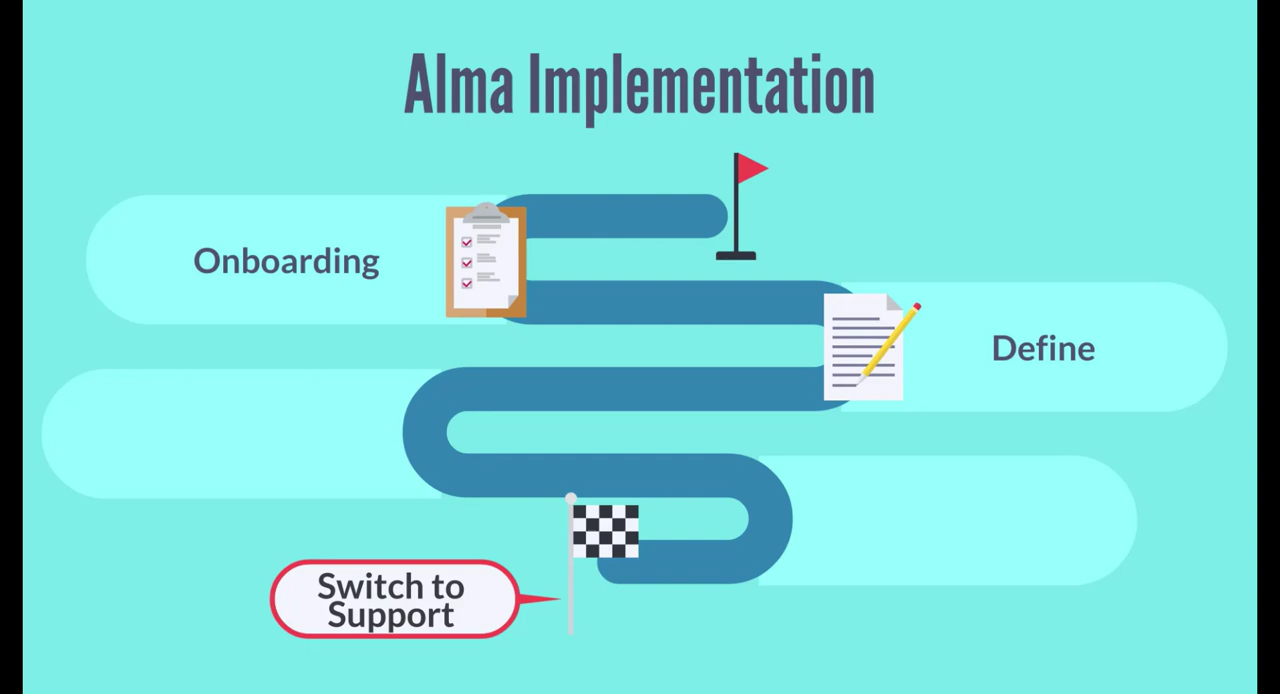 Alma Implementation
Onboarding
Define
Switch to
Support